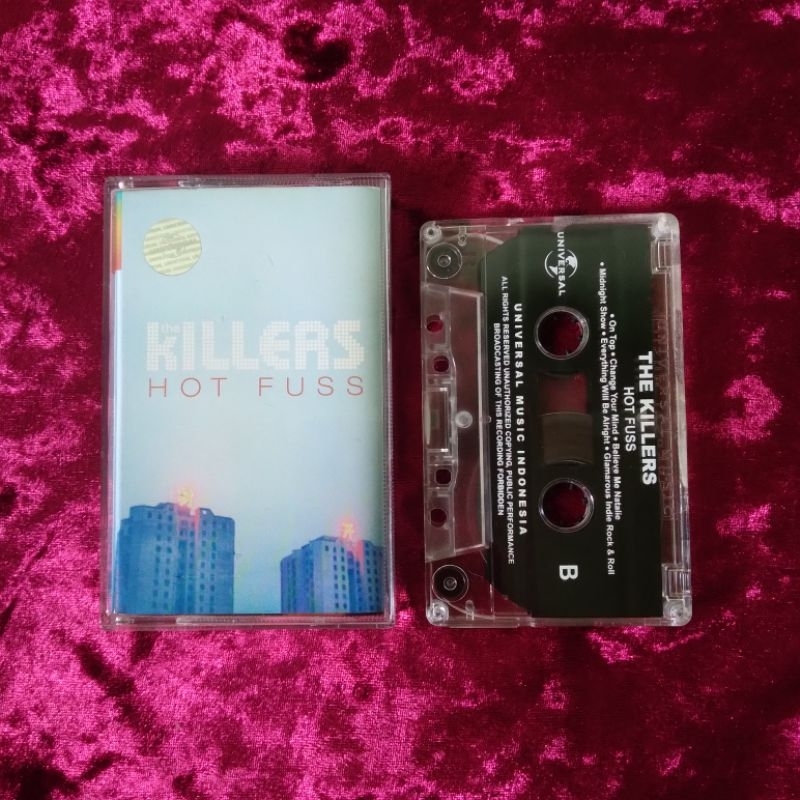 the
KILLERS
HOT FUSS
THE KILLERS
HOT FUSS
• On Top • Change Your Mind • Believe Me Natalie
• Midnight Show • Everything Will Be Alright • Glamarous Indie Rock & Roll
UNIVERSAL
B
UNIVERSAL MUSIC INDONESIA
ALL RIGHTS RESERVED UNAUTHORIZED COPYING, PUBLIC PERFORMANCE
BROADCASTING OF THIS RECORDING FORBIDDEN